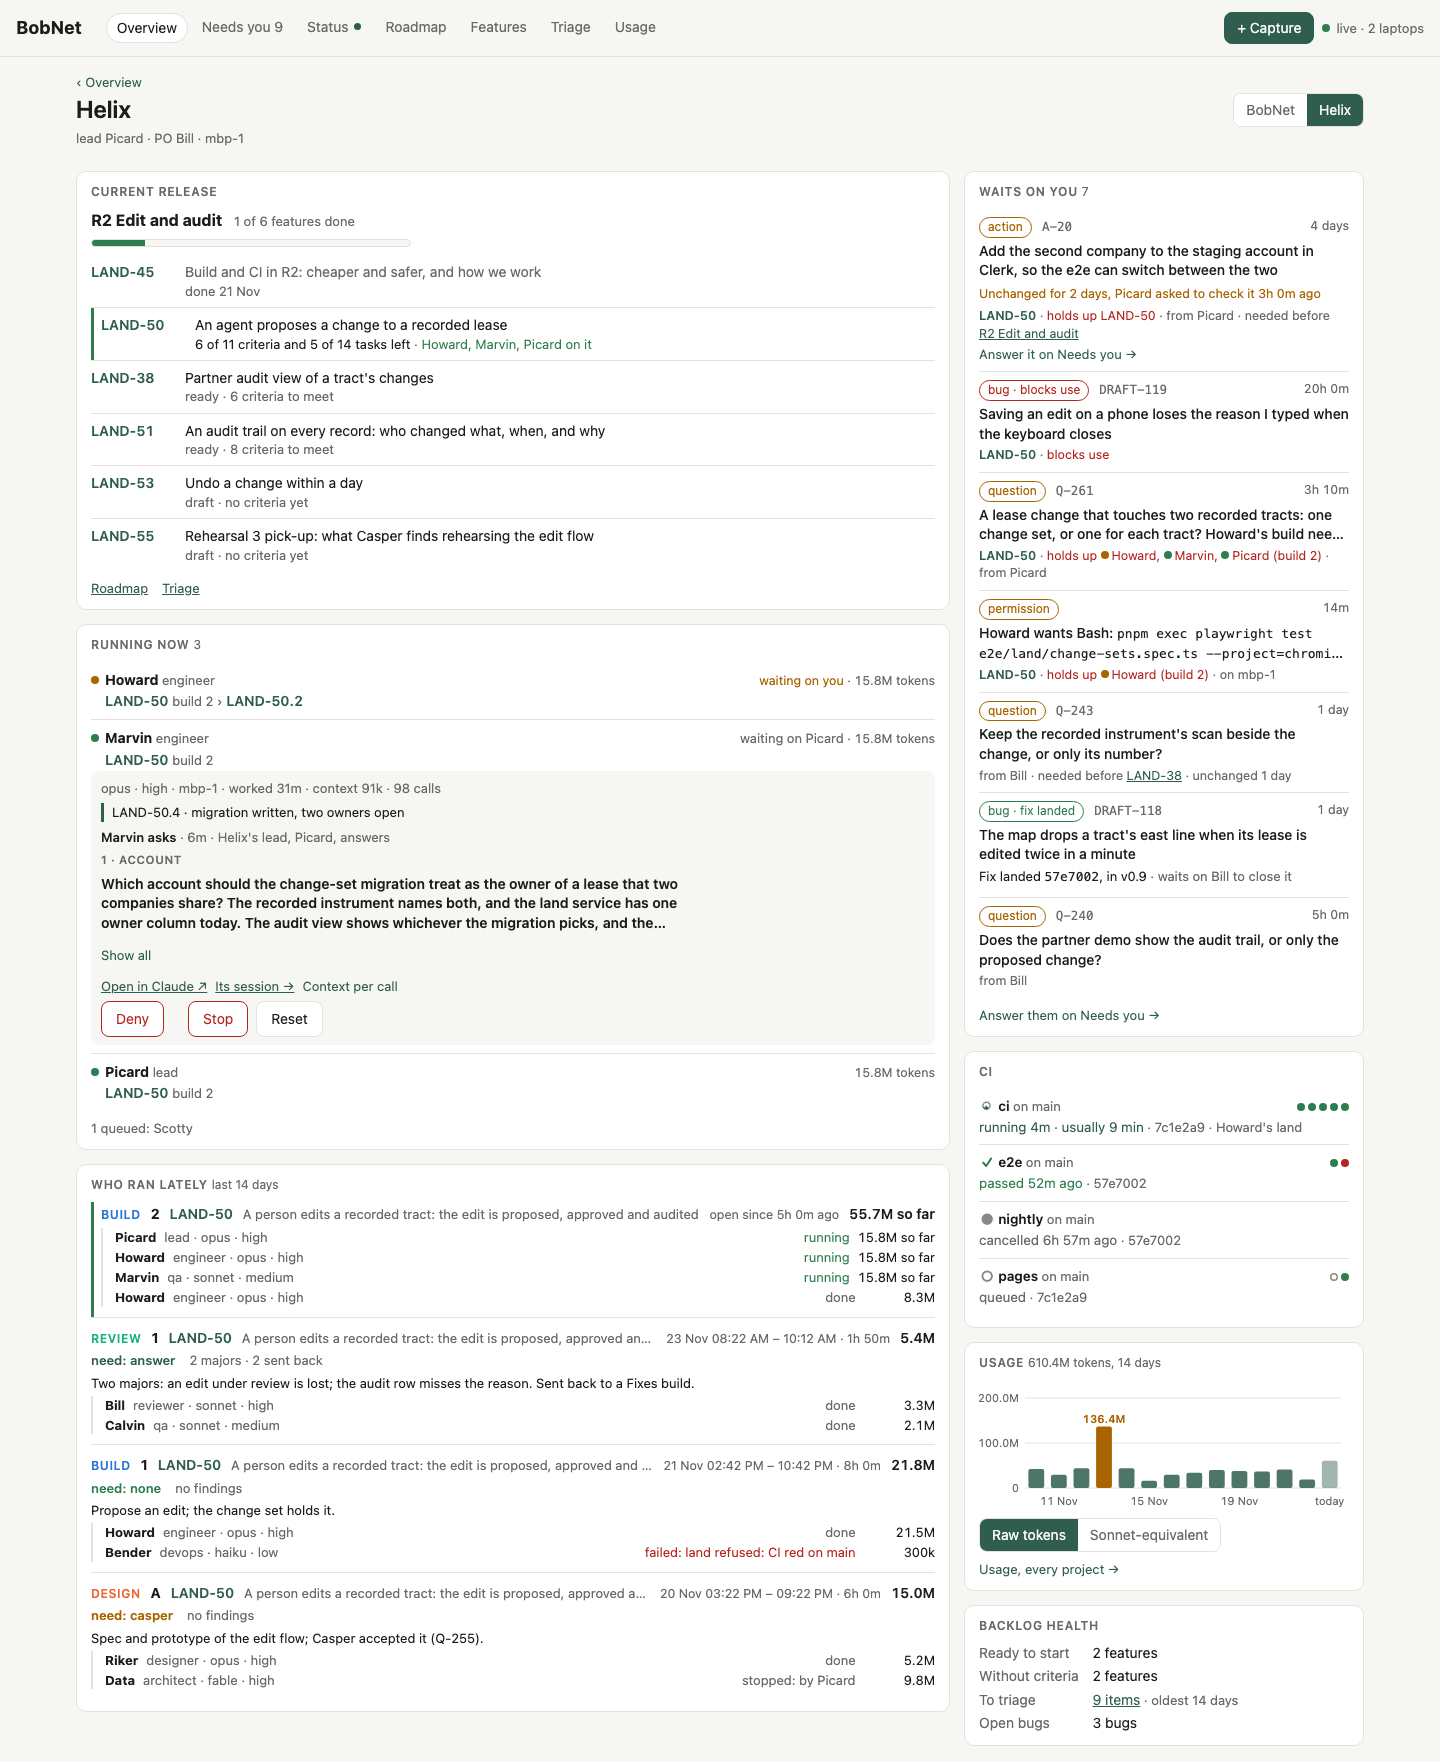 BobNet
Overview
Needs you 9
Status
Roadmap
Features
Triage
Usage
+ Capture
live · 2 laptops
‹ Overview
Helix
lead Picard · PO Bill · mbp-1
BobNet
Helix
CURRENT RELEASE
R2 Edit and audit 1 of 6 features done
LAND-45 Build and CI in R2: cheaper and safer, and how we work
done 21 Nov
LAND-50 An agent proposes a change to a recorded lease
6 of 11 criteria and 5 of 14 tasks left · Howard, Marvin, Picard on it
LAND-38 Partner audit view of a tract's changes
ready · 6 criteria to meet
LAND-51 An audit trail on every record: who changed what, when, and why
ready · 8 criteria to meet
LAND-53 Undo a change within a day
draft · no criteria yet
LAND-55 Rehearsal 3 pick-up: what Casper finds rehearsing the edit flow
draft · no criteria yet
Roadmap Triage
RUNNING NOW 3
Howard engineer waiting on you · 15.8M tokens
LAND-50 build 2 › LAND-50.2
Marvin engineer waiting on Picard · 15.8M tokens
LAND-50 build 2
opus · high · mbp-1 · worked 31m · context 91k · 98 calls
LAND-50.4 · migration written, two owners open
Marvin asks · 6m · Helix's lead, Picard, answers
1 · ACCOUNT
Which account should the change-set migration treat as the owner of a lease that two
companies share? The recorded instrument names both, and the land service has one
owner column today. The audit view shows whichever the migration picks, and the...
Show all
Open in Claude ↗ Its session → Context per call
Deny Stop Reset
Picard lead 15.8M tokens
LAND-50 build 2
1 queued: Scotty
WHO RAN LATELY last 14 days
BUILD 2 LAND-50 A person edits a recorded tract: the edit is proposed, approved and audited open since 5h 0m ago 55.7M so far
Picard lead · opus · high running 15.8M so far
Howard engineer · opus · high running 15.8M so far
Marvin qa · sonnet · medium running 15.8M so far
Howard engineer · opus · high done 8.3M
REVIEW 1 LAND-50 A person edits a recorded tract: the edit is proposed, approved an... 23 Nov 08:22 AM – 10:12 AM · 1h 50m 5.4M
need: answer 2 majors · 2 sent back
Two majors: an edit under review is lost; the audit row misses the reason. Sent back to a Fixes build.
Bill reviewer · sonnet · high done 3.3M
Calvin qa · sonnet · medium done 2.1M
BUILD 1 LAND-50 A person edits a recorded tract: the edit is proposed, approved and ... 21 Nov 02:42 PM – 10:42 PM · 8h 0m 21.8M
need: none no findings
Propose an edit; the change set holds it.
Howard engineer · opus · high done 21.5M
Bender devops · haiku · low failed: land refused: CI red on main 300k
DESIGN A LAND-50 A person edits a recorded tract: the edit is proposed, approved a... 20 Nov 03:22 PM – 09:22 PM · 6h 0m 15.0M
need: casper no findings
Spec and prototype of the edit flow; Casper accepted it (Q-255).
Riker designer · opus · high done 5.2M
Data architect · fable · high stopped: by Picard 9.8M
WAITS ON YOU 7
action A-20 4 days
Add the second company to the staging account in
Clerk, so the e2e can switch between the two
Unchanged for 2 days, Picard asked to check it 3h 0m ago
LAND-50 · holds up LAND-50 · from Picard · needed before
R2 Edit and audit
Answer it on Needs you →
bug · blocks use DRAFT-119 20h 0m
Saving an edit on a phone loses the reason I typed when
the keyboard closes
LAND-50 · blocks use
question Q-261 3h 10m
A lease change that touches two recorded tracts: one
change set, or one for each tract? Howard's build nee...
LAND-50 · holds up Howard, Marvin, Picard (build 2) ·
from Picard
permission 14m
Howard wants Bash: pnpm exec playwright test
e2e/land/change-sets.spec.ts --project=chromi...
LAND-50 · holds up Howard (build 2) · on mbp-1
question Q-243 1 day
Keep the recorded instrument's scan beside the
change, or only its number?
from Bill · needed before LAND-38 · unchanged 1 day
bug · fix landed DRAFT-118 1 day
The map drops a tract's east line when its lease is
edited twice in a minute
Fix landed 57e7002, in v0.9 · waits on Bill to close it
question Q-240 5h 0m
Does the partner demo show the audit trail, or only the
proposed change?
from Bill
Answer them on Needs you →
CI
ci on main
running 4m · usually 9 min · 7c1e2a9 · Howard's land
e2e on main
passed 52m ago · 57e7002
nightly on main
cancelled 6h 57m ago · 57e7002
pages on main
queued · 7c1e2a9
USAGE 610.4M tokens, 14 days
200.0M
136.4M
100.0M
0
11 Nov 15 Nov 19 Nov today
Raw tokens Sonnet-equivalent
Usage, every project →
BACKLOG HEALTH
Ready to start 2 features
Without criteria 2 features
To triage 9 items · oldest 14 days
Open bugs 3 bugs